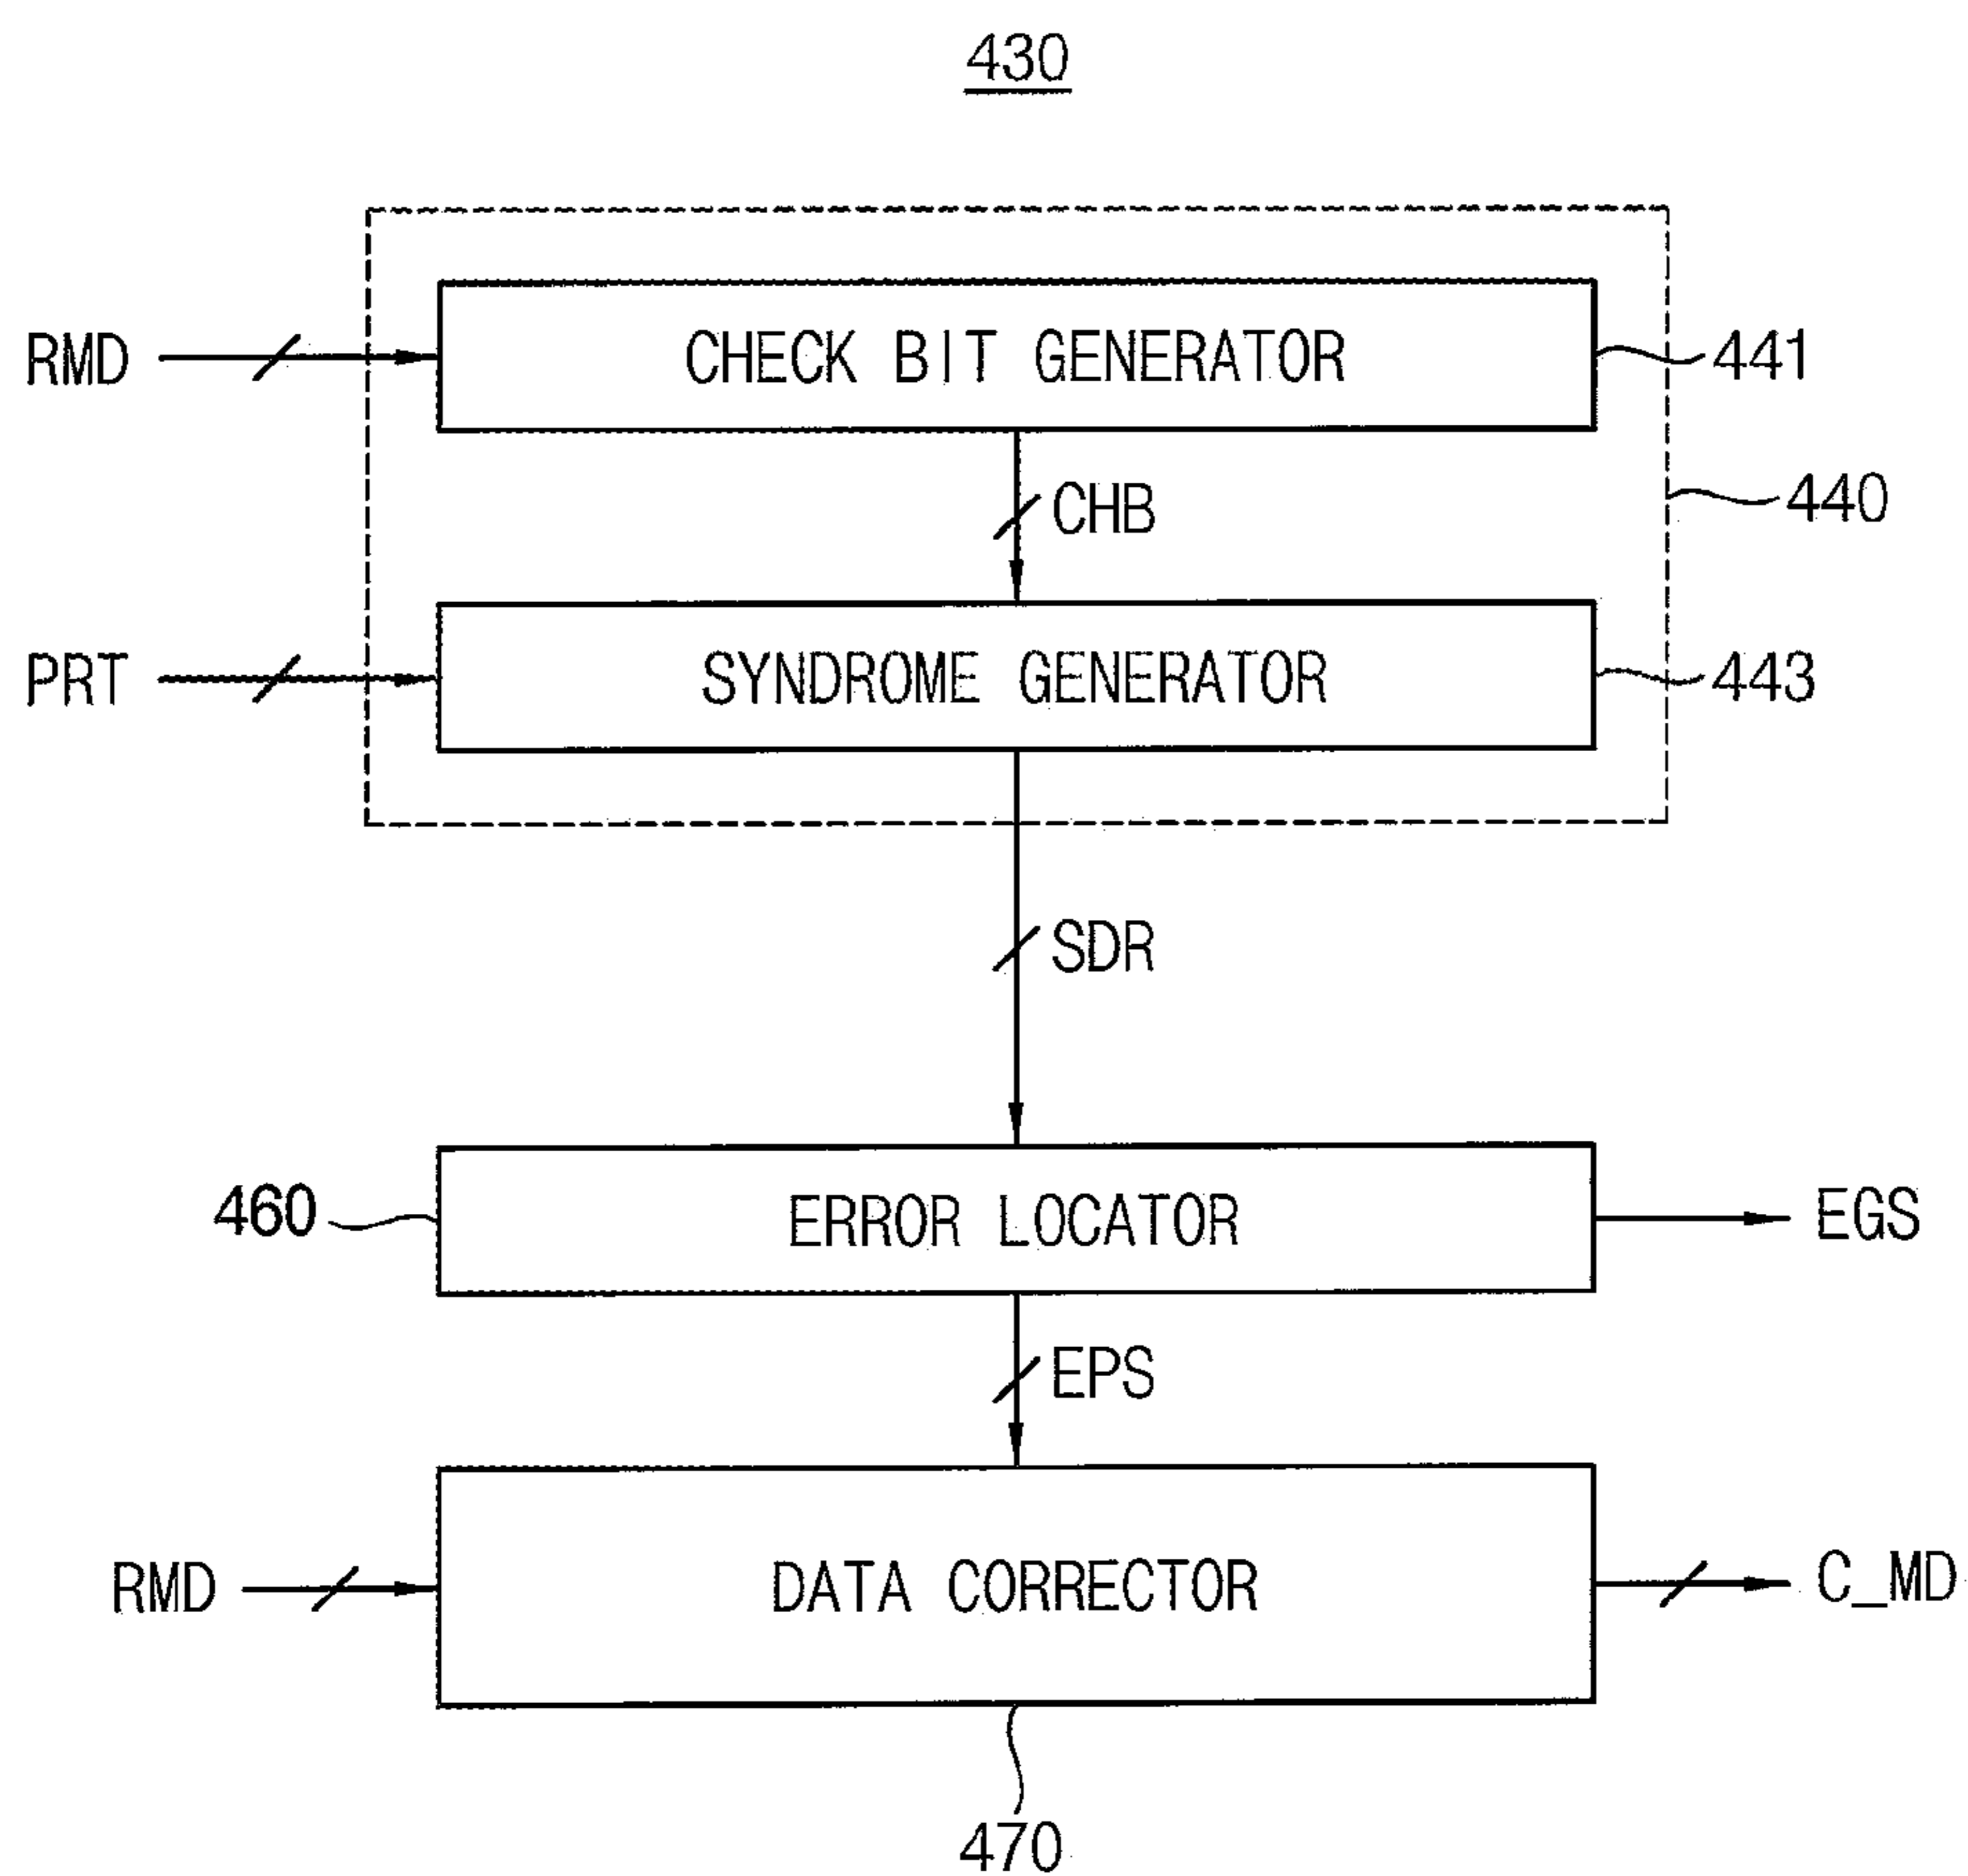 430
RMD
CHECK BIT GENERATOR
441
CHB
440
PRT
SYNDROME GENERATOR
443
SDR
460
ERROR LOCATOR
EGS
EPS
RMD
DATA CORRECTOR
C_MD
470